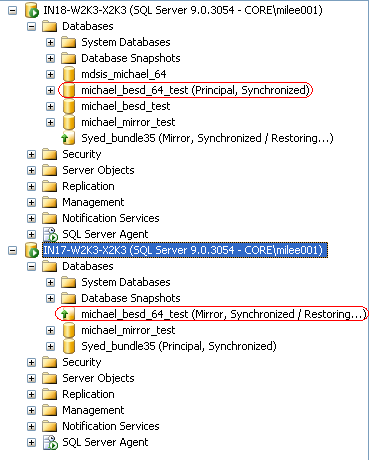 IN18-W2K3-X2K3 (SQL Server 9.0.3054 - CORE\milee001)
Databases
System Databases
Database Snapshots
mdsis_michael_64
michael_besd_64_test (Principal, Synchronized)
michael_besd_test
michael_mirror_test
Syed_bundle35 (Mirror, Synchronized / Restoring...)
Security
Server Objects
Replication
Management
Notification Services
SQL Server Agent
IN17-W2K3-X2K3 (SQL Server 9.0.3054 - CORE\milee001)
Databases
System Databases
Database Snapshots
michael_besd_64_test (Mirror, Synchronized / Restoring...)
michael_mirror_test
Syed_bundle35 (Principal, Synchronized)
Security
Server Objects
Replication
Management
Notification Services
SQL Server Agent